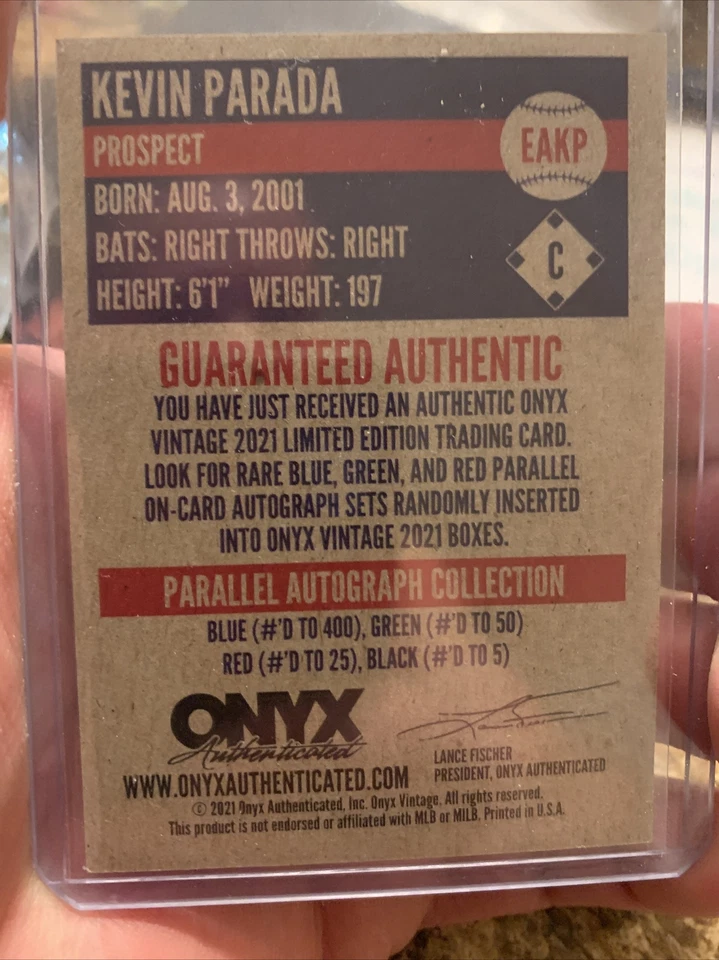 KEVIN PARADA
PROSPECT
EAKP
BORN: AUG. 3, 2001
BATS: RIGHT THROWS: RIGHT
C
HEIGHT: 6'1" WEIGHT: 197
GUARANTEED AUTHENTIC
YOU HAVE JUST RECEIVED AN AUTHENTIC ONYX
VINTAGE 2021 LIMITED EDITION TRADING CARD.
LOOK FOR RARE BLUE, GREEN, AND RED PARALLEL
ON-CARD AUTOGRAPH SETS RANDOMLY INSERTED
INTO ONYX VINTAGE 2021 BOXES.
PARALLEL AUTOGRAPH COLLECTION
BLUE (#'D TO 400), GREEN (#'D TO 50)
RED (#'D TO 25), BLACK (#'D TO 5)
ONYX
Authenticated
LANCE FISCHER
PRESIDENT, ONYX AUTHENTICATED
WWW.ONYXAUTHENTICATED.COM
© 2021 Onyx Authenticated, Inc. Onyx Vintage. All rights reserved.
This product is not endorsed or affiliated with MLB or MILB. Printed in U.S.A.